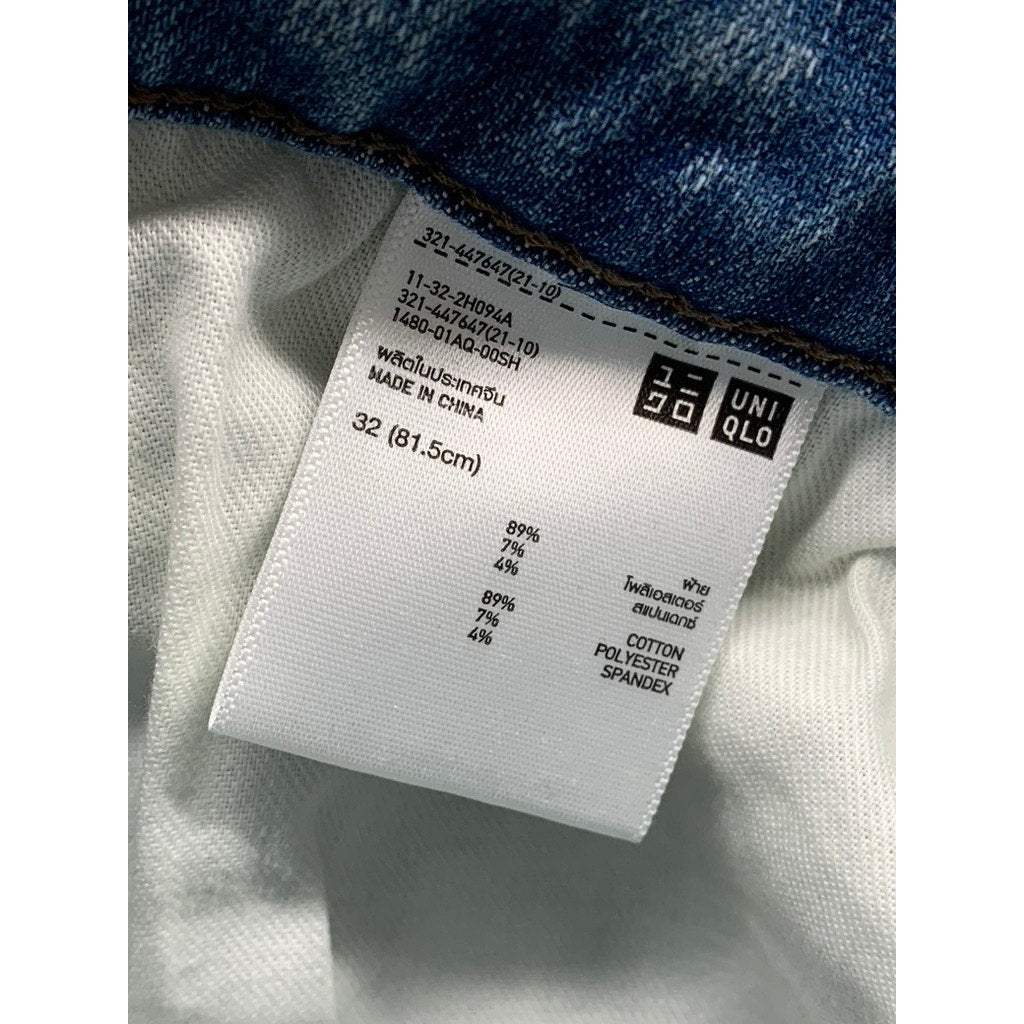 321-447647(21-10)
11-32-2H094A
321-447647(21-10)
1480-01AQ-00SH
ผลิตในประเทศจีน
MADE IN CHINA
32 (81.5cm)
ユニ
クロ
UNI
QLO
89% ฝ้าย
7% โพลีเอสเตอร์
4% สแปนเดกซ์
89% COTTON
7% POLYESTER
4% SPANDEX